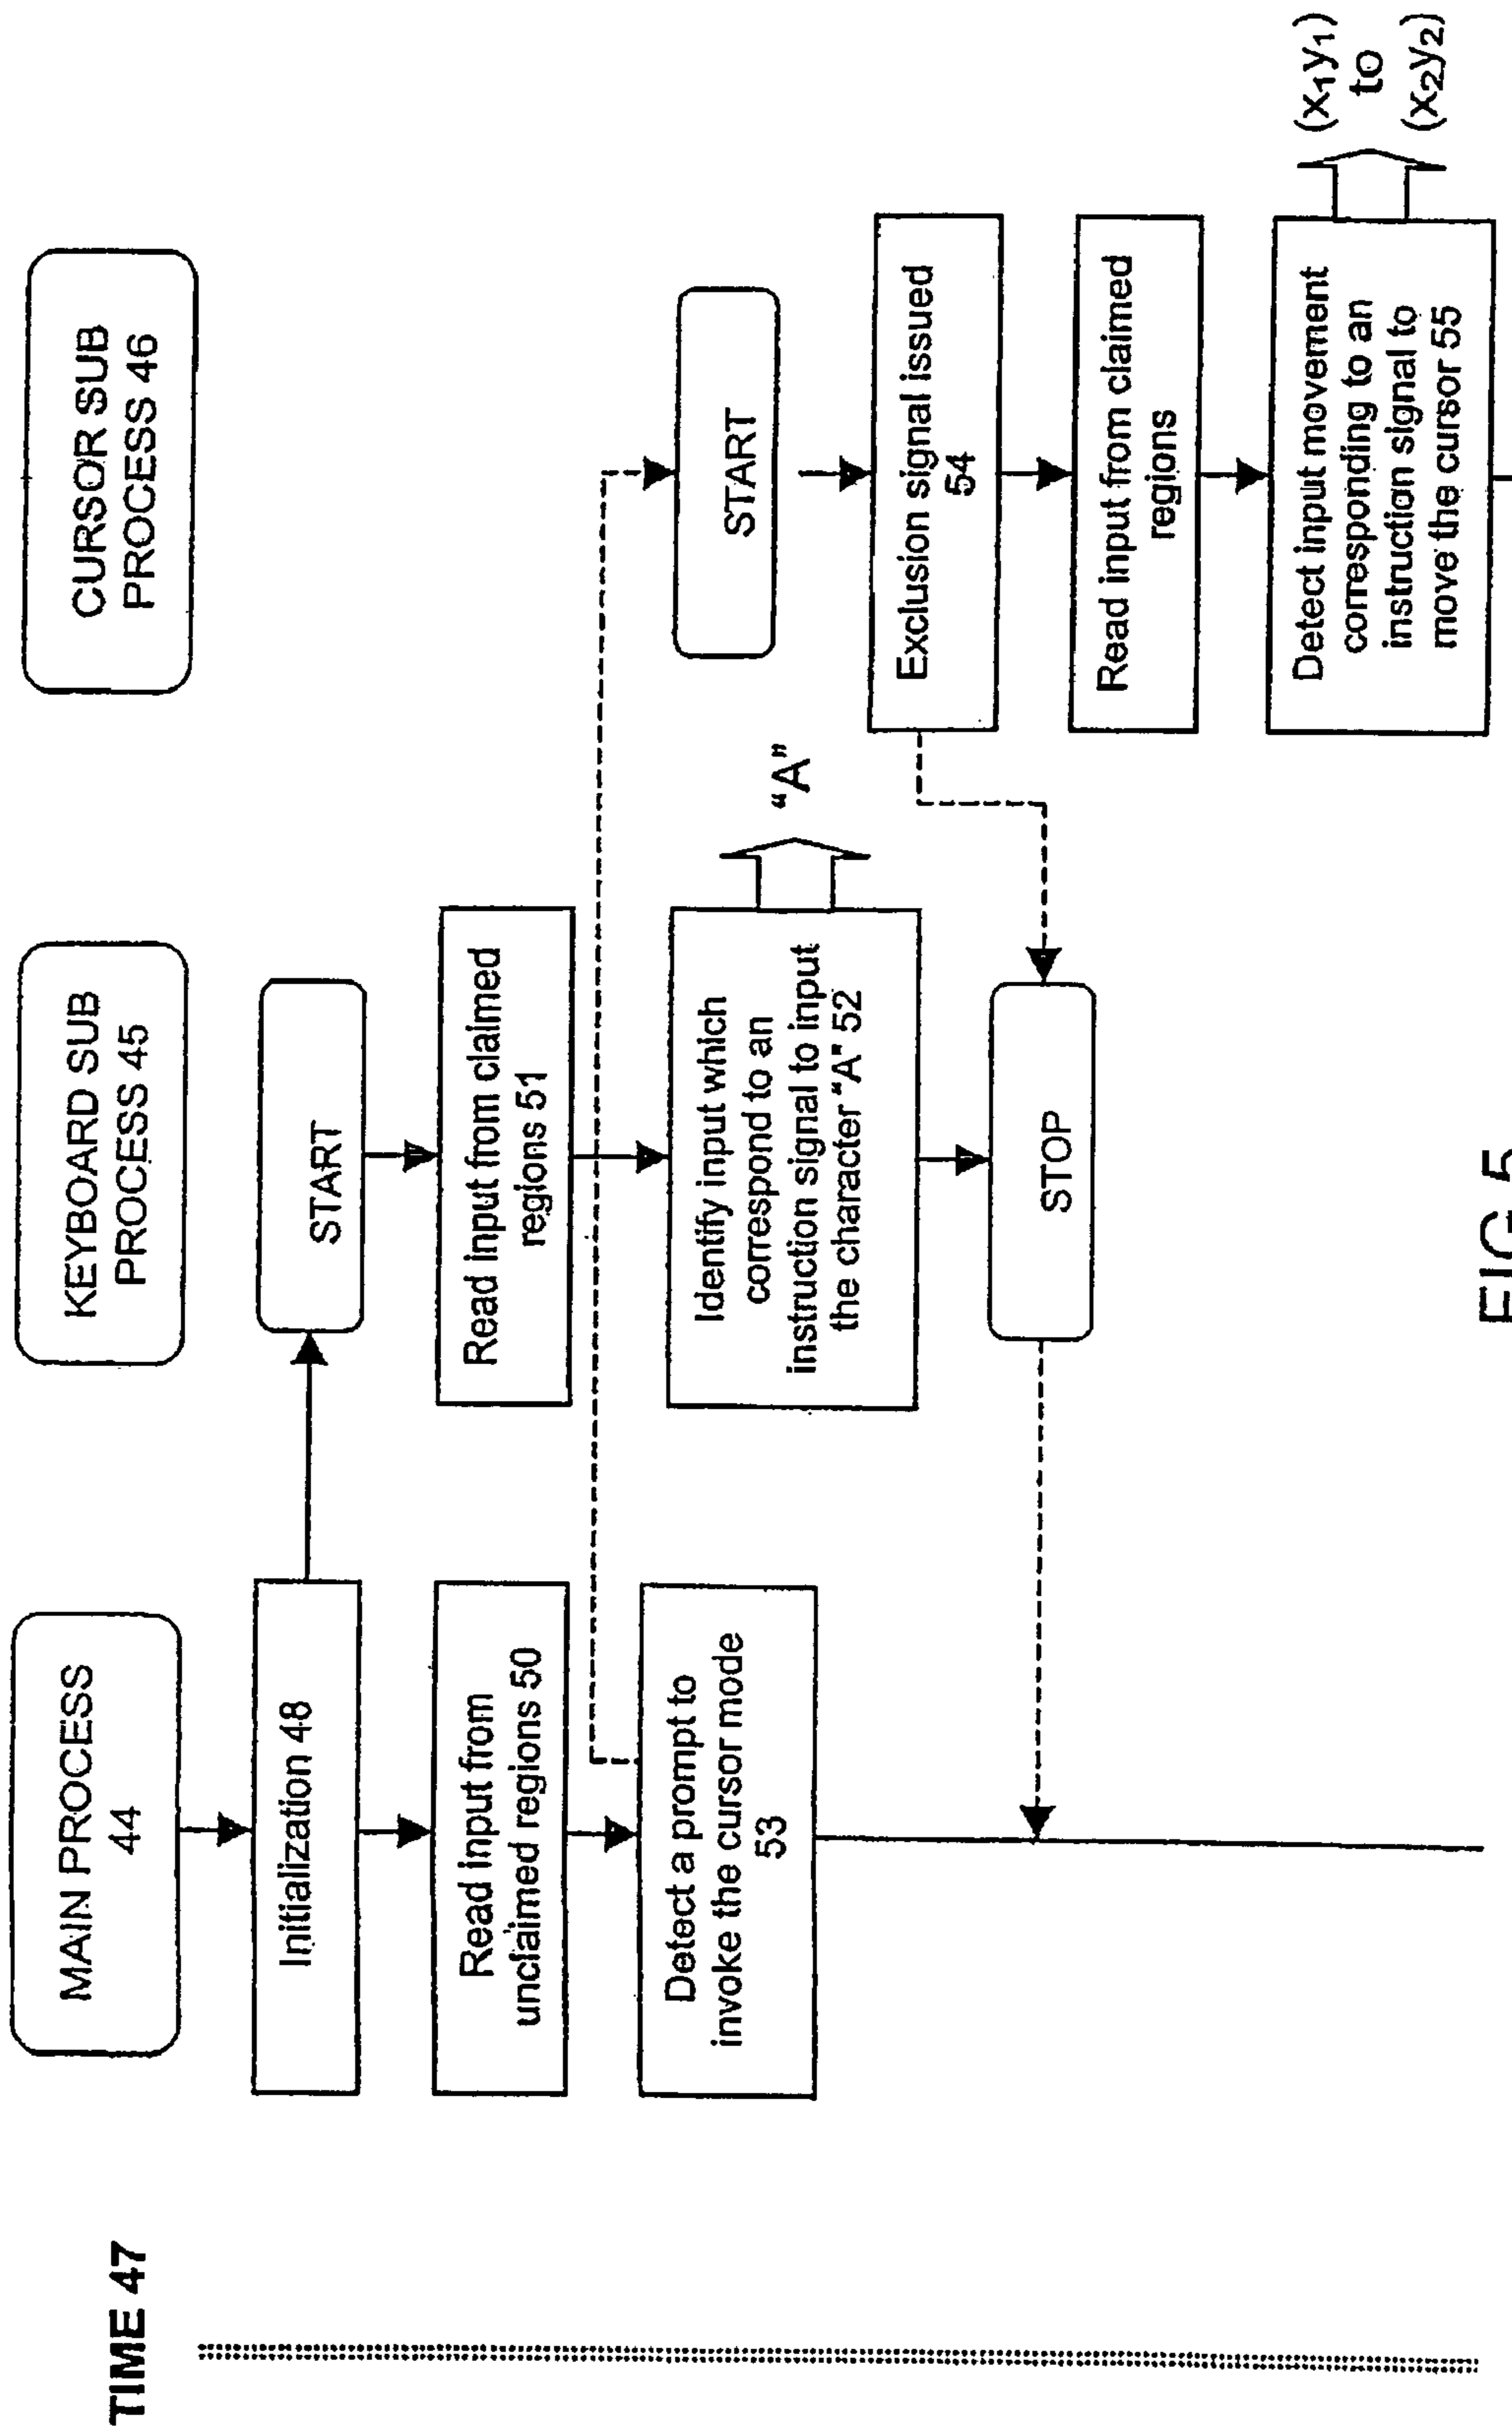 TIME 47
MAIN PROCESS
44
Initialization 48
Read input from
unclaimed regions 50
Detect a prompt to
invoke the cursor mode
53
KEYBOARD SUB
PROCESS 45
START
Read input from claimed
regions 51
Identify input which
correspond to an
instruction signal to input
the character “A” 52
“A”
STOP
CURSOR SUB
PROCESS 46
START
Exclusion signal issued
54
Read input from claimed
regions
Detect input movement
corresponding to an
instruction signal to
move the cursor 55
(x₁y₁)
to
(x₂y₂)
FIG 5